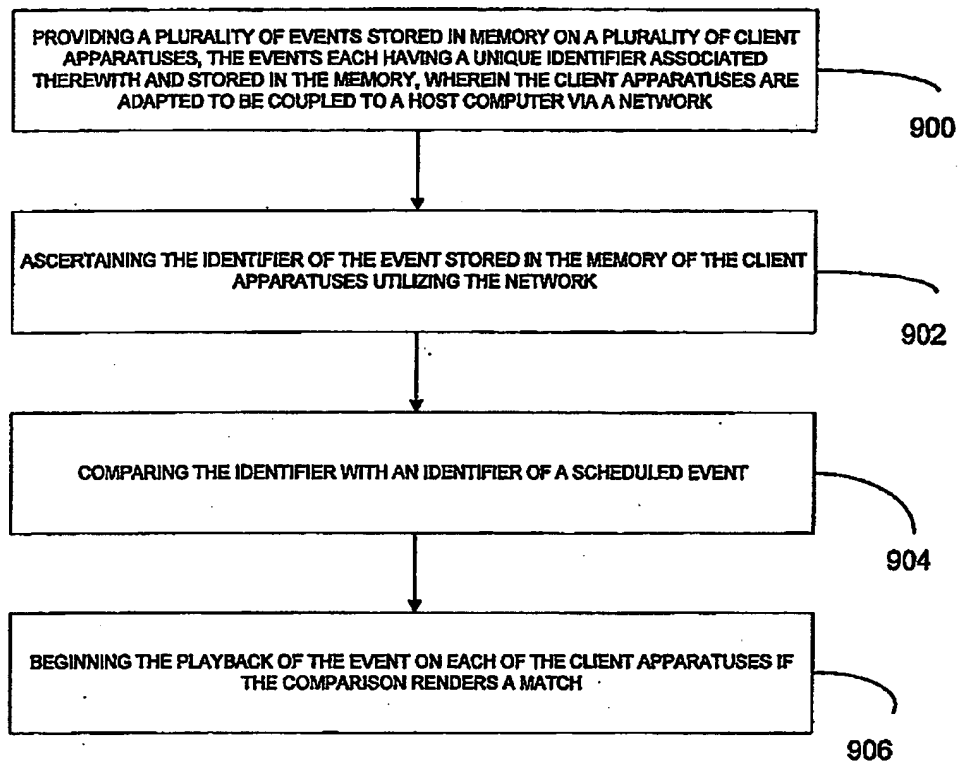 PROVIDING A PLURALITY OF EVENTS STORED IN MEMORY ON A PLURALITY OF CLIENT
APPARATUSES, THE EVENTS EACH HAVING A UNIQUE IDENTIFIER ASSOCIATED
THEREWITH AND STORED IN THE MEMORY, WHEREIN THE CLIENT APPARATUSES ARE
ADAPTED TO BE COUPLED TO A HOST COMPUTER VIA A NETWORK
900
ASCERTAINING THE IDENTIFIER OF THE EVENT STORED IN THE MEMORY OF THE CLIENT
APPARATUSES UTILIZING THE NETWORK
902
COMPARING THE IDENTIFIER WITH AN IDENTIFIER OF A SCHEDULED EVENT
904
BEGINNING THE PLAYBACK OF THE EVENT ON EACH OF THE CLIENT APPARATUSES IF
THE COMPARISON RENDERS A MATCH
906